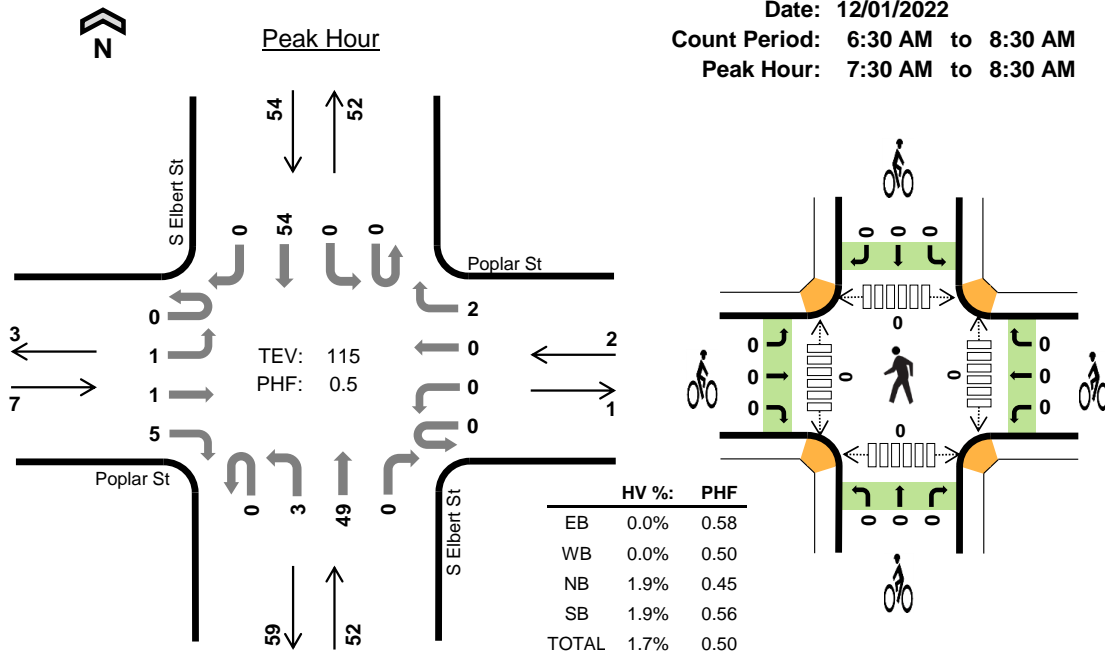 N
Peak Hour
Date: 12/01/2022
Count Period: 6:30 AM to 8:30 AM
Peak Hour: 7:30 AM to 8:30 AM
54 52
S Elbert St
0 54 0 0
Poplar St
0 2
3 1 TEV: 115 0 2
7 1 PHF: 0.5 0 1
5 0
Poplar St
0 3 49 0
S Elbert St
59 52
0 0 0
0
0 0
0 0 0 0
0 0
0
0 0 0
HV %: PHF
EB 0.0% 0.58
WB 0.0% 0.50
NB 1.9% 0.45
SB 1.9% 0.56
TOTAL 1.7% 0.50